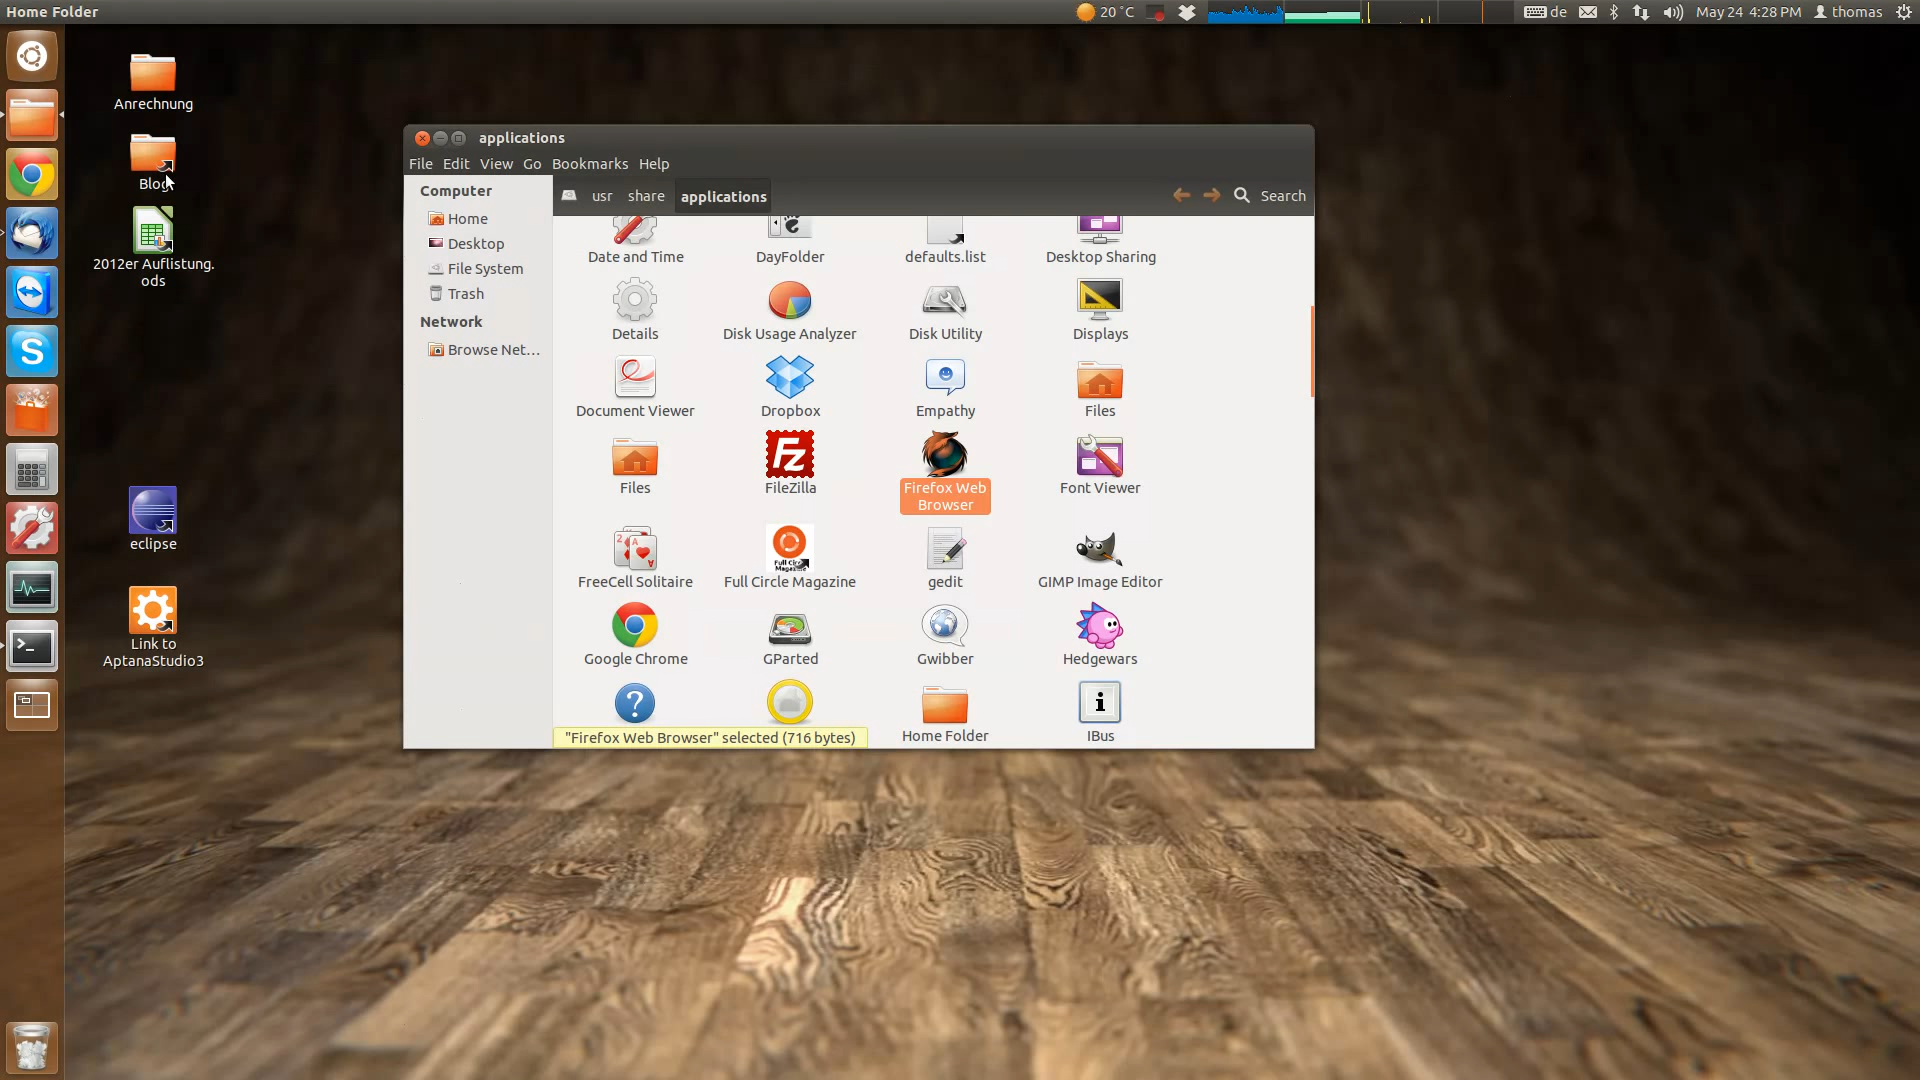 Home Folder
20 °C
de
May 24 4:28 PM
thomas
Anrechnung
Blog
2012er Auflistung.
ods
eclipse
Link to
AptanaStudio3
applications
File Edit View Go Bookmarks Help
Computer
Home
Desktop
File System
Trash
Network
Browse Net...
usr share applications
Search
Date and Time DayFolder defaults.list Desktop Sharing
Details Disk Usage Analyzer Disk Utility Displays
Document Viewer Dropbox Empathy Files
Files FileZilla Firefox Web
Browser Font Viewer
FreeCell Solitaire Full Circle Magazine gedit GIMP Image Editor
Google Chrome GParted Gwibber Hedgewars
Home Folder IBus
"Firefox Web Browser" selected (716 bytes)